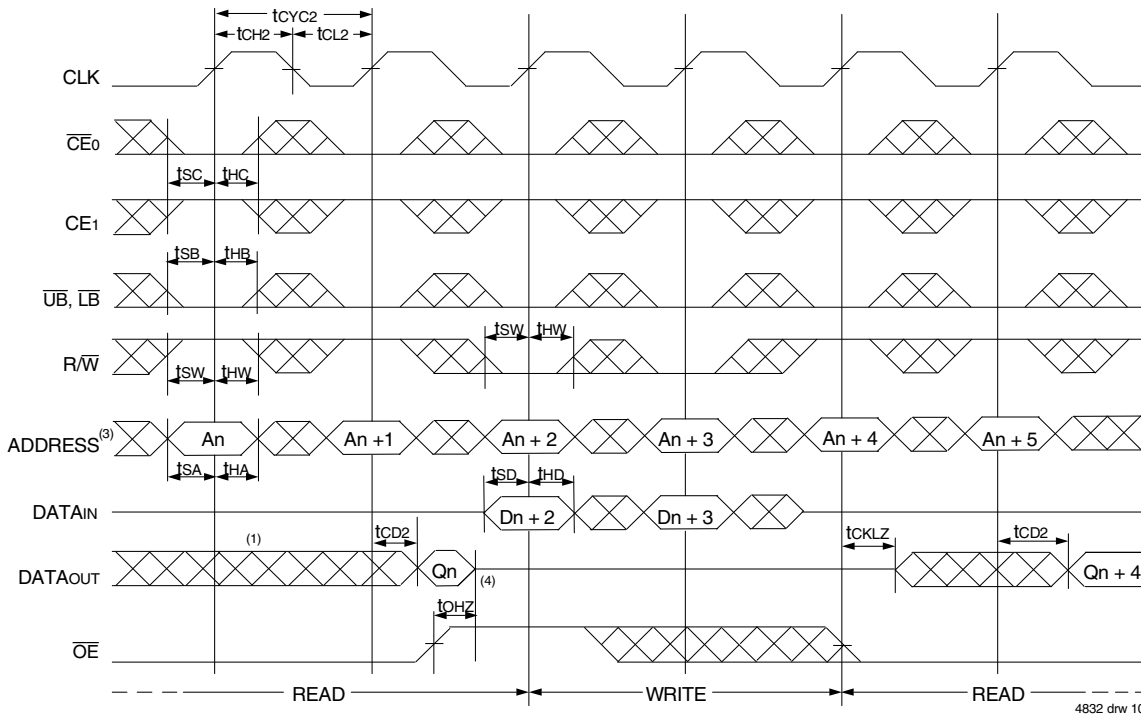 tCYC2
tCH2 tCL2
CLK
CE0
tSC tHC
CE1
tSB tHB
UB, LB
tSW tHW
R/W
tSW tHW
ADDRESS(3) An An +1 An + 2 An + 3 An + 4 An + 5
tSA tHA tSD tHD
DATAIN Dn + 2 Dn + 3
(1) tCD2 tCKLZ tCD2
DATAOUT Qn (4) Qn + 4
tOHZ
OE
READ WRITE READ
4832 drw 10